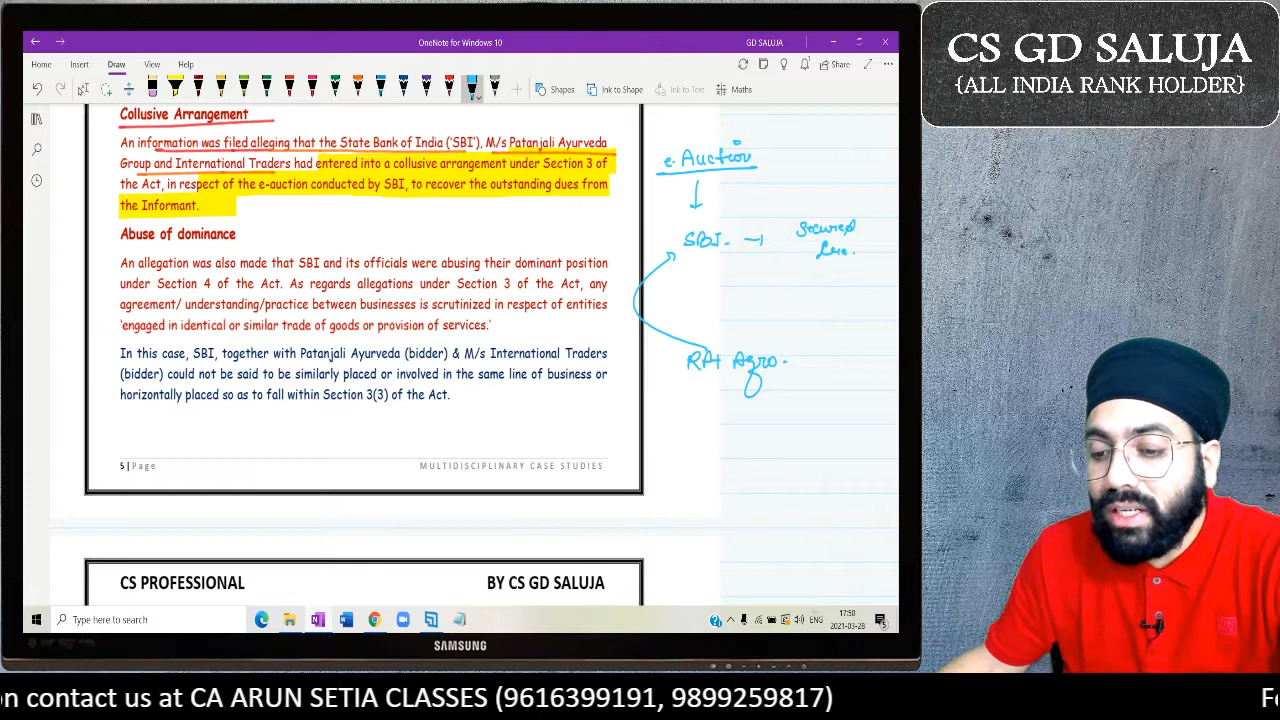 OneNote for Windows 10
GD SALUJA
Home Insert Draw View Help
Share
Shapes
Ink to Shape
Ink to Text
Maths
CS GD SALUJA
{ALL INDIA RANK HOLDER}
Collusive Arrangement
An information was filed alleging that the State Bank of India (‘SBI’), M/s Patanjali Ayurveda
Group and International Traders had entered into a collusive arrangement under Section 3 of
the Act, in respect of the e-auction conducted by SBI, to recover the outstanding dues from
the Informant.
Abuse of dominance
An allegation was also made that SBI and its officials were abusing their dominant position
under Section 4 of the Act. As regards allegations under Section 3 of the Act, any
agreement/ understanding/practice between businesses is scrutinized in respect of entities
‘engaged in identical or similar trade of goods or provision of services.’
In this case, SBI, together with Patanjali Ayurveda (bidder) & M/s International Traders
(bidder) could not be said to be similarly placed or involved in the same line of business or
horizontally placed so as to fall within Section 3(3) of the Act.
5 | Page
MULTIDISCIPLINARY CASE STUDIES
e-Auction
SBI
Secured
RH Agro.
CS PROFESSIONAL
BY CS GD SALUJA
Type here to search
ENG
17:50
2021-03-28
SAMSUNG
on contact us at CA ARUN SETIA CLASSES (9616399191, 9899259817)
Fo